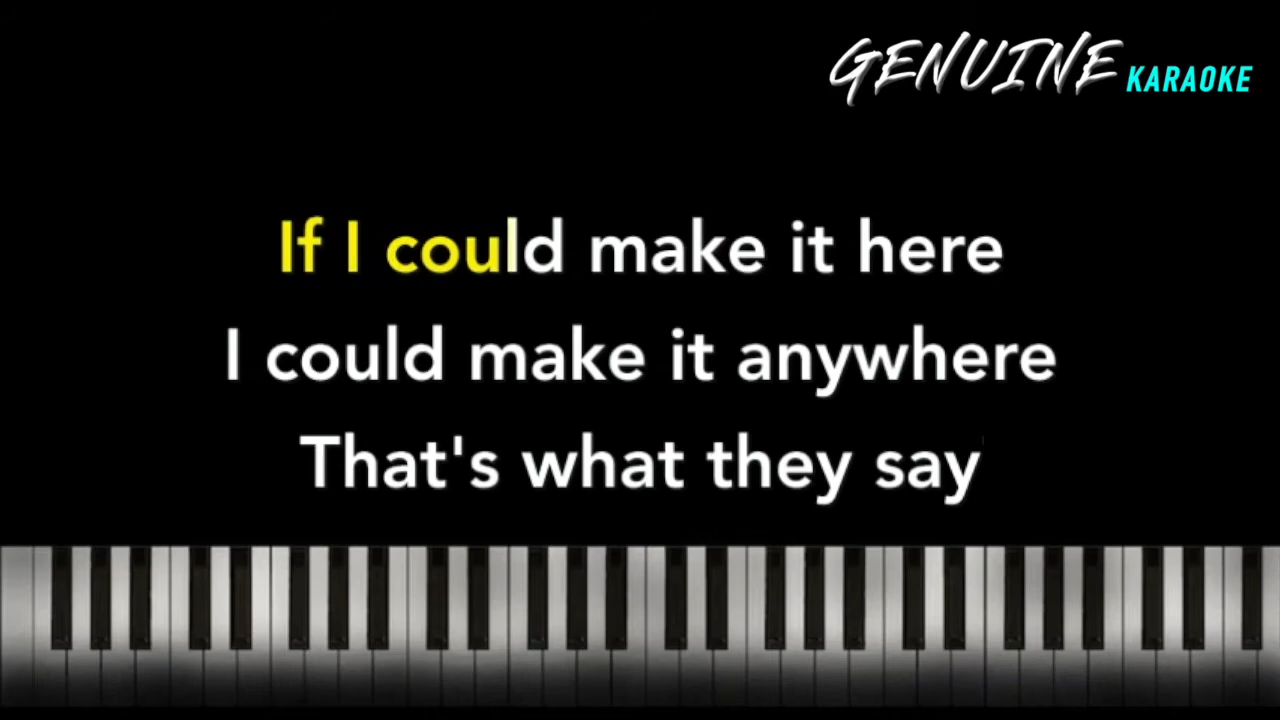 GENUINE KARAOKE
If I could make it here
I could make it anywhere
That's what they say